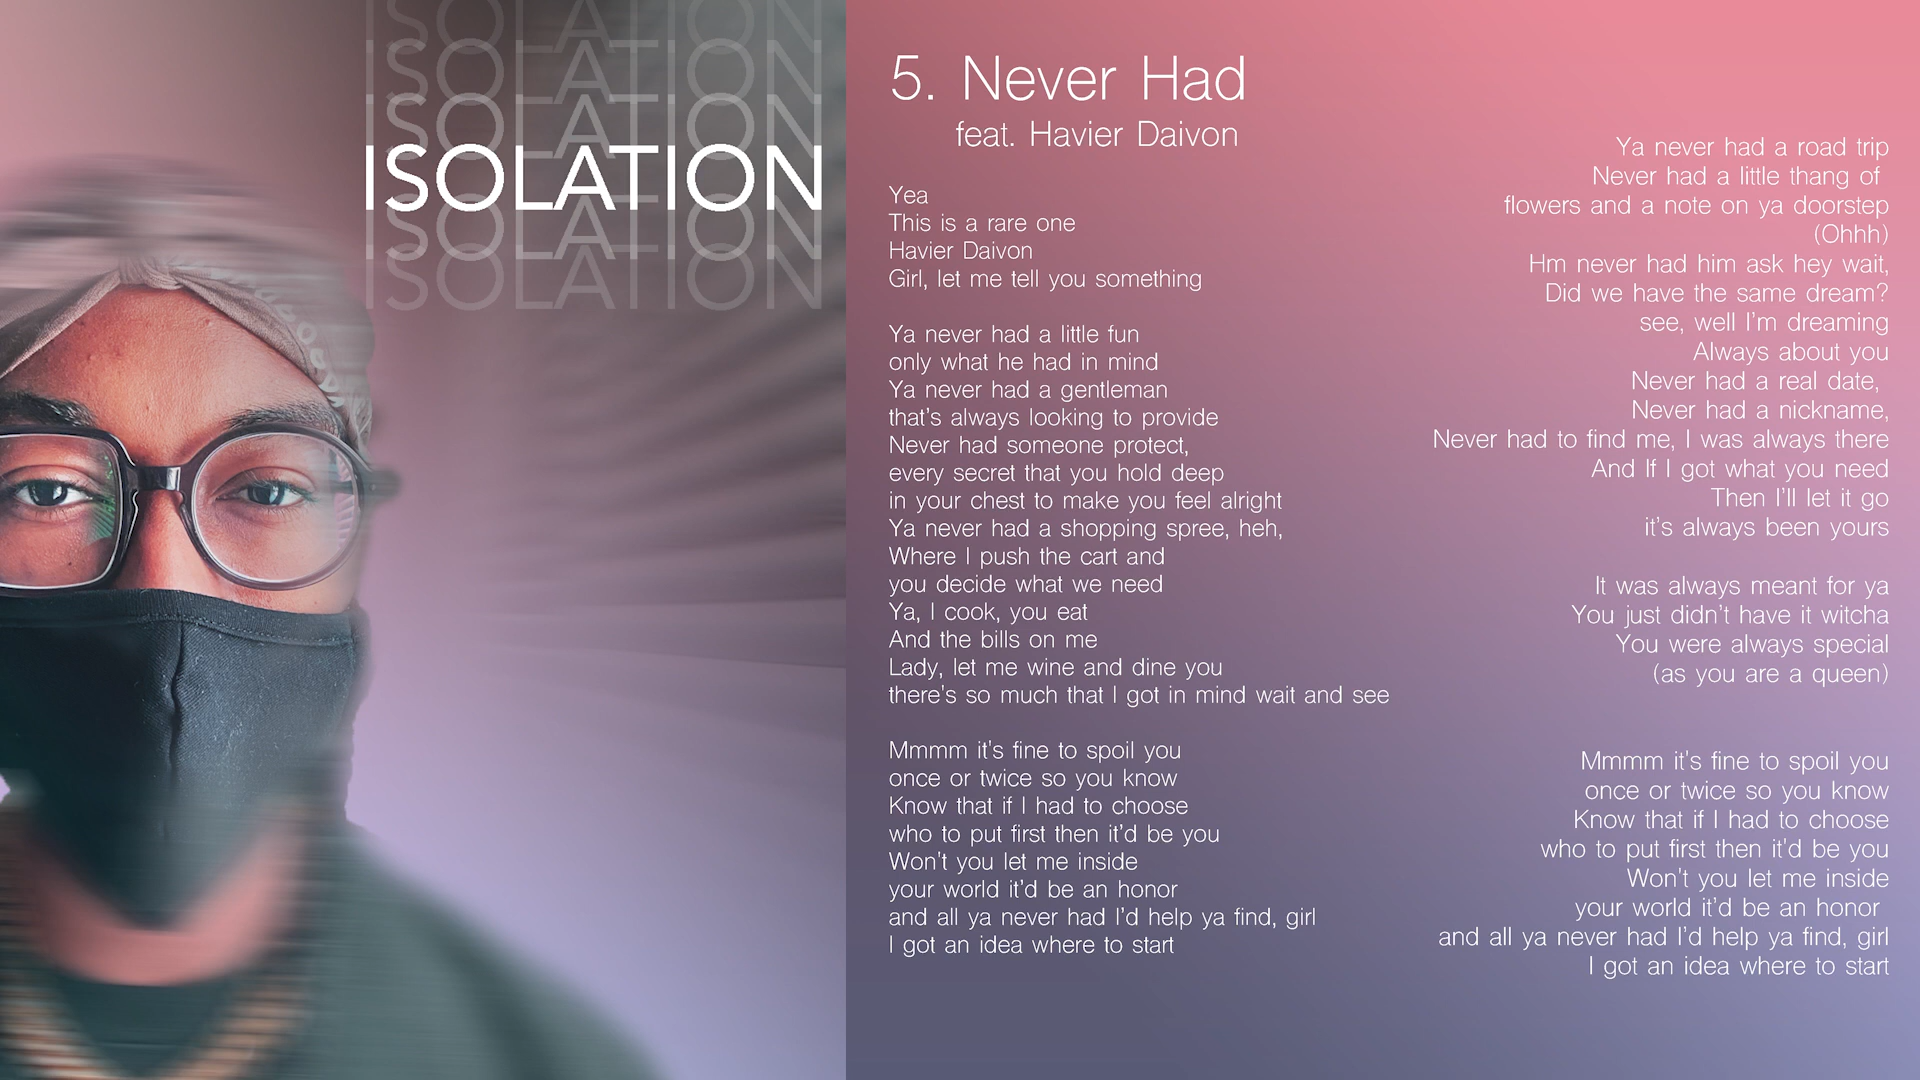 ISOLATION
ISOLATION
ISOLATION
ISOLATION
ISOLATION
ISOLATION
5. Never Had
feat. Havier Daivon
Yea
This is a rare one
Havier Daivon
Girl, let me tell you something
Ya never had a little fun
only what he had in mind
Ya never had a gentleman
that's always looking to provide
Never had someone protect,
every secret that you hold deep
in your chest to make you feel alright
Ya never had a shopping spree, heh,
Where I push the cart and
you decide what we need
Ya, I cook, you eat
And the bills on me
Lady, let me wine and dine you
there's so much that I got in mind wait and see
Mmmm it's fine to spoil you
once or twice so you know
Know that if I had to choose
who to put first then it'd be you
Won't you let me inside
your world it'd be an honor
and all ya never had I'd help ya find, girl
I got an idea where to start
Ya never had a road trip
Never had a little thang of
flowers and a note on ya doorstep
(Ohhh)
Hm never had him ask hey wait,
Did we have the same dream?
see, well I'm dreaming
Always about you
Never had a real date,
Never had a nickname,
Never had to find me, I was always there
And If I got what you need
Then I'll let it go
it's always been yours
It was always meant for ya
You just didn't have it witcha
You were always special
(as you are a queen)
Mmmm it's fine to spoil you
once or twice so you know
Know that if I had to choose
who to put first then it'd be you
Won't you let me inside
your world it'd be an honor
and all ya never had I'd help ya find, girl
I got an idea where to start